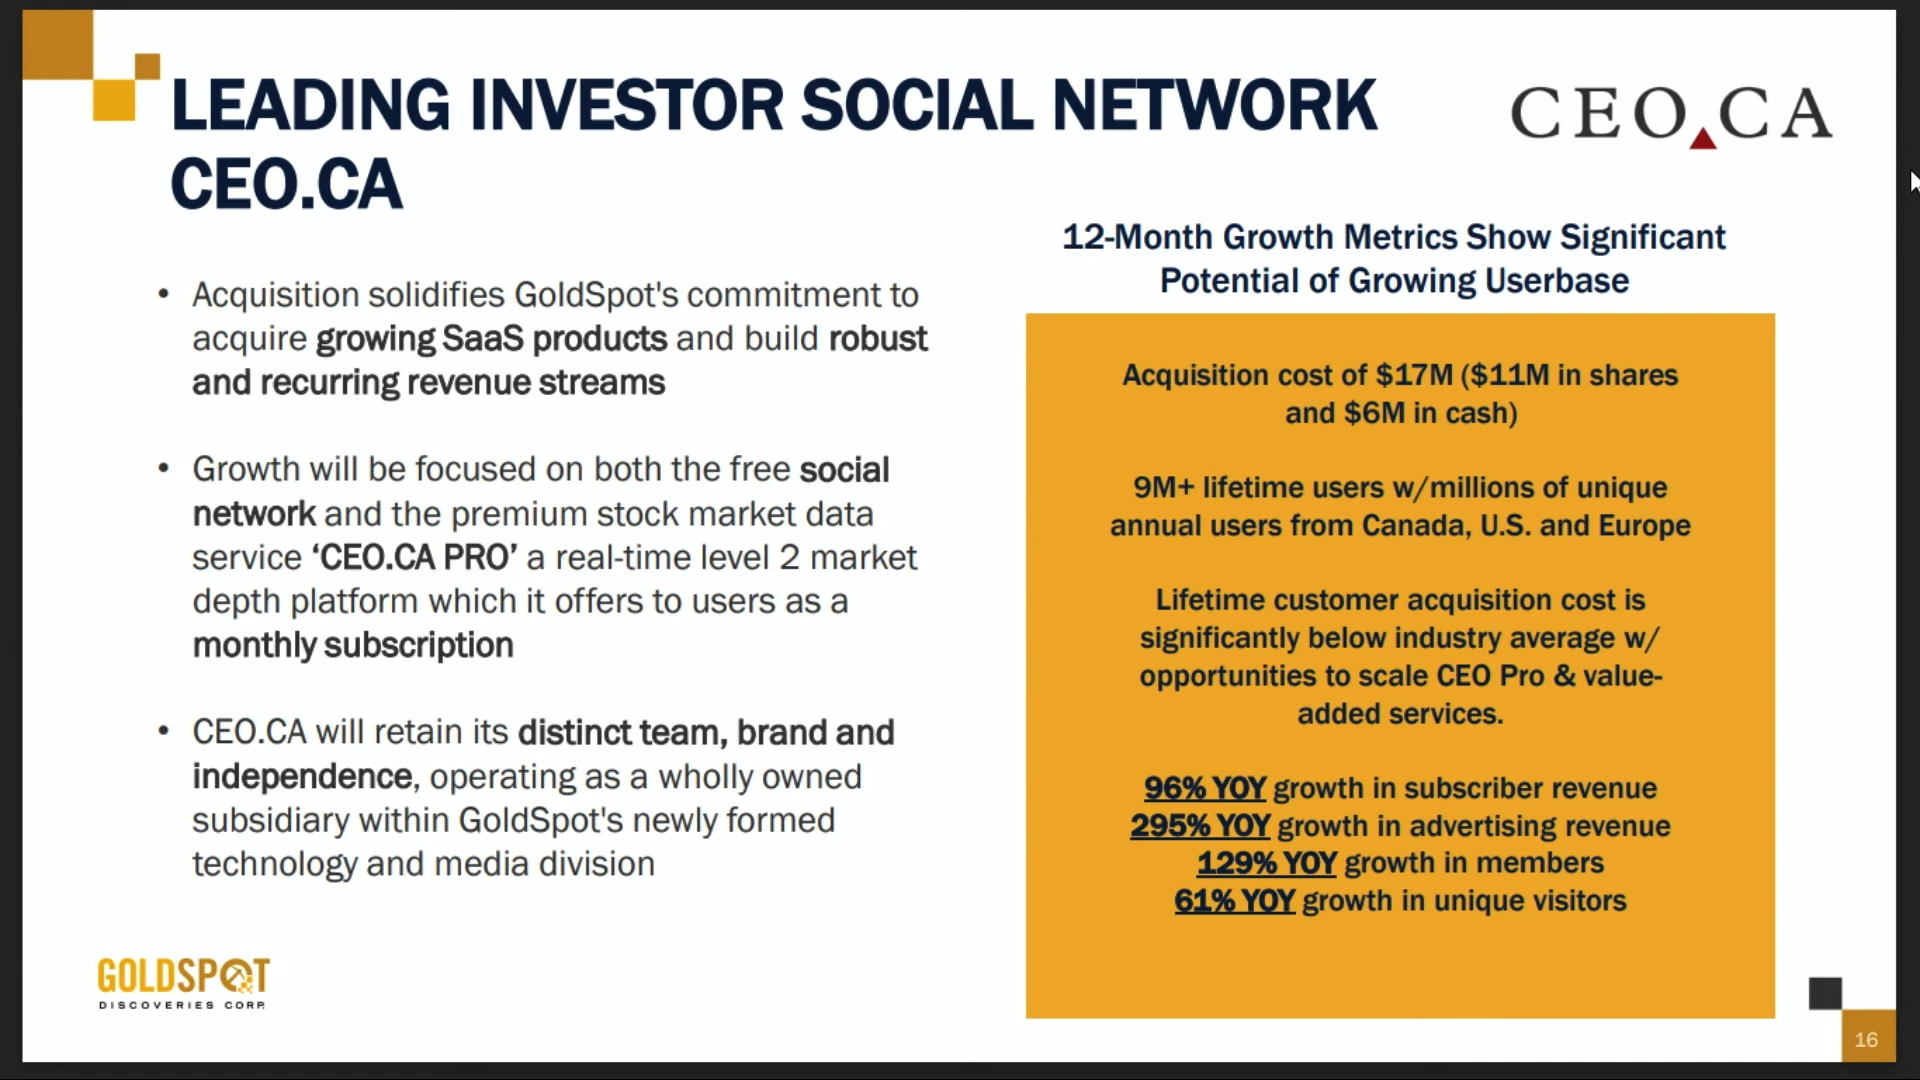 LEADING INVESTOR SOCIAL NETWORK
CEO.CA
CEO.CA
• Acquisition solidifies GoldSpot's commitment to
acquire growing SaaS products and build robust
and recurring revenue streams
• Growth will be focused on both the free social
network and the premium stock market data
service ‘CEO.CA PRO’ a real-time level 2 market
depth platform which it offers to users as a
monthly subscription
• CEO.CA will retain its distinct team, brand and
independence, operating as a wholly owned
subsidiary within GoldSpot's newly formed
technology and media division
12-Month Growth Metrics Show Significant
Potential of Growing Userbase
Acquisition cost of $17M ($11M in shares
and $6M in cash)
9M+ lifetime users w/millions of unique
annual users from Canada, U.S. and Europe
Lifetime customer acquisition cost is
significantly below industry average w/
opportunities to scale CEO Pro & value-
added services.
96% YOY growth in subscriber revenue
295% YOY growth in advertising revenue
129% YOY growth in members
61% YOY growth in unique visitors
GOLDSPOT
DISCOVERIES CORP.
16